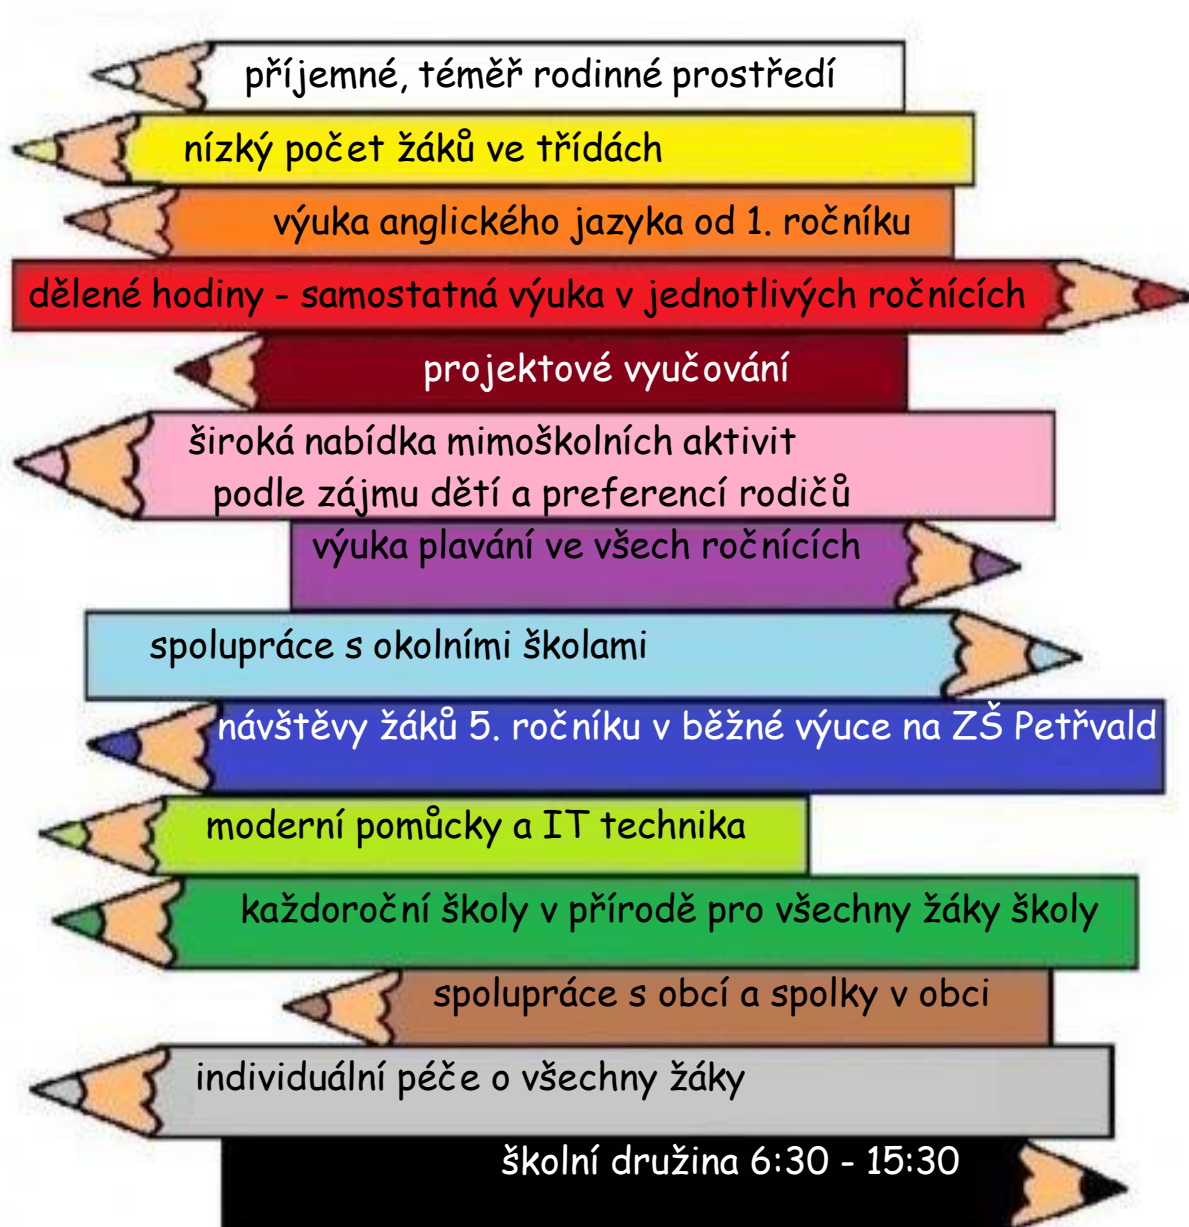 příjemné, téměř rodinné prostředí
nízký počet žáků ve třídách
výuka anglického jazyka od 1. ročníku
dělené hodiny - samostatná výuka v jednotlivých ročnících
projektové vyučování
široká nabídka mimoškolních aktivit
podle zájmu dětí a preferencí rodičů
výuka plavání ve všech ročnících
spolupráce s okolními školami
návštěvy žáků 5. ročníku v běžné výuce na ZŠ Petřvald
moderní pomůcky a IT technika
každoroční školy v přírodě pro všechny žáky školy
spolupráce s obcí a spolky v obci
individuální péče o všechny žáky
školní družina 6:30 - 15:30